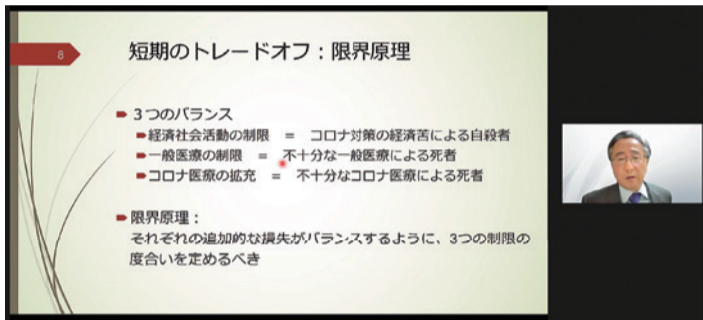 8
短期のトレードオフ：限界原理
3つのバランス
経済社会活動の制限 ＝ コロナ対策の経済苦による自殺者
一般医療の制限 ＝ 不十分な一般医療による死者
コロナ医療の拡充 ＝ 不十分なコロナ医療による死者
限界原理：
それぞれの追加的な損失がバランスするように、3つの制限の
度合いを定めるべき